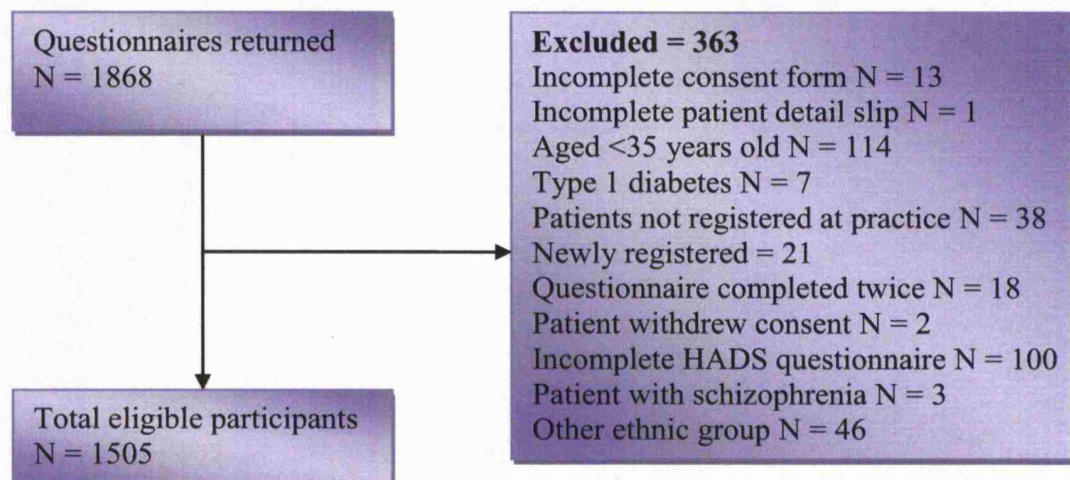 Questionnaires returned
N = 1868
Excluded = 363
Incomplete consent form N = 13
Incomplete patient detail slip N = 1
Aged <35 years old N = 114
Type 1 diabetes N = 7
Patients not registered at practice N = 38
Newly registered = 21
Questionnaire completed twice N = 18
Patient withdrew consent N = 2
Incomplete HADS questionnaire N = 100
Patient with schizophrenia N = 3
Other ethnic group N = 46
Total eligible participants
N = 1505